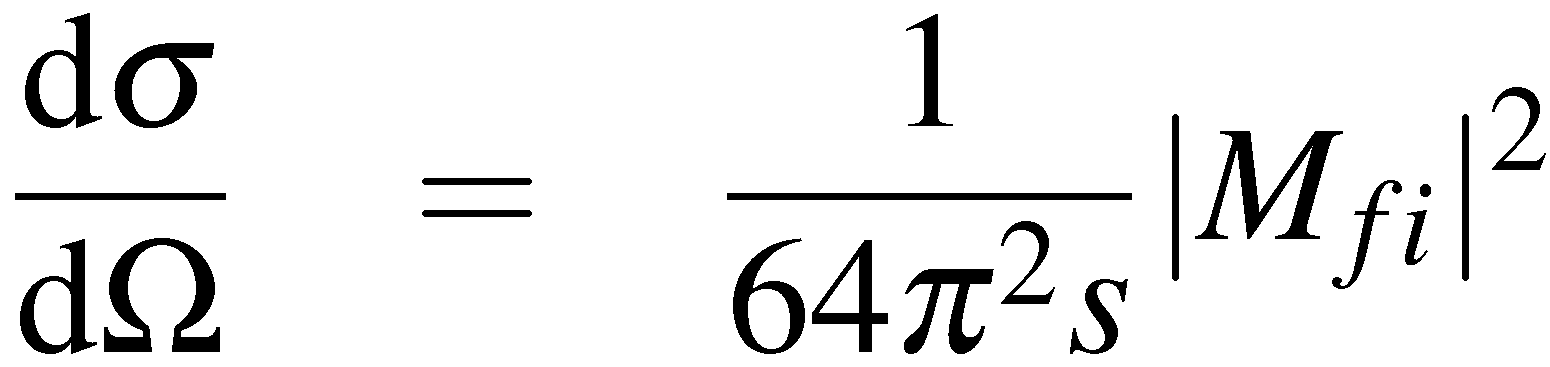 dσ/dΩ = 1/(64π²s) |M_fi|²